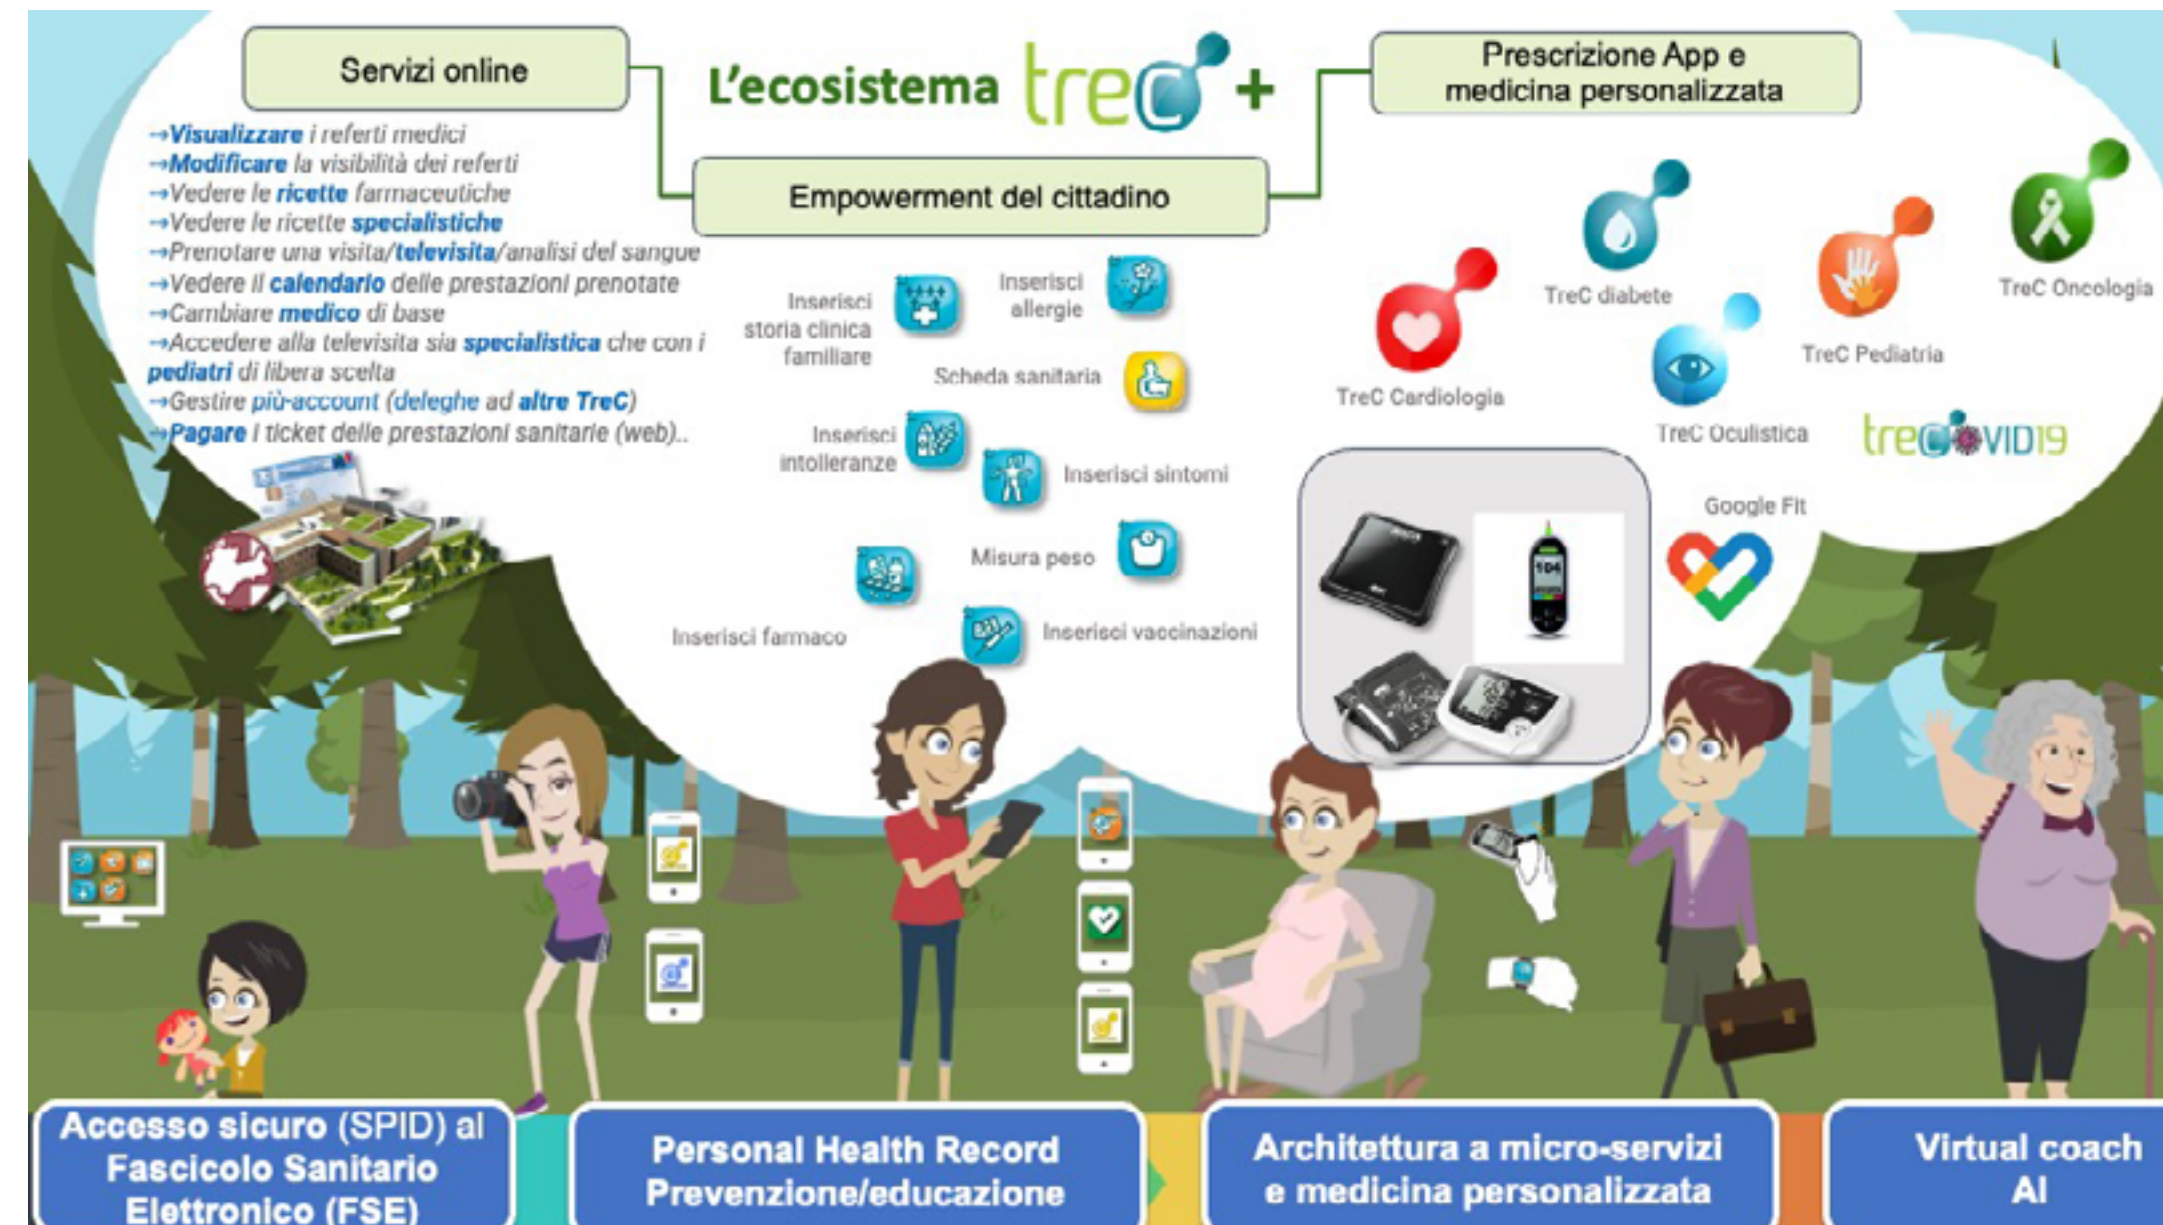 Servizi online
L'ecosistema treC +
Prescrizione App e
medicina personalizzata
Empowerment del cittadino
→Visualizzare i referti medici
→Modificare la visibilità dei referti
→Vedere le ricette farmaceutiche
→Vedere le ricette specialistiche
→Prenotare una visita/televisita/analisi del sangue
→Vedere il calendario delle prestazioni prenotate
→Cambiare medico di base
→Accedere alla televisita sia specialistica che con i
pediatri di libera scelta
→Gestire più-account (deleghe ad altre TreC)
→Pagare i ticket delle prestazioni sanitarie (web)..
Inserisci
storia clinica
familiare
Inserisci
allergie
Scheda sanitaria
Inserisci
intolleranze
Inserisci sintomi
Misura peso
Inserisci farmaco
Inserisci vaccinazioni
TreC Cardiologia
TreC diabete
TreC Oculistica
TreC Pediatria
TreC Oncologia
treCOVID19
Google Fit
104
Accesso sicuro (SPID) al
Fascicolo Sanitario
Elettronico (FSE)
Personal Health Record
Prevenzione/educazione
Architettura a micro-servizi
e medicina personalizzata
Virtual coach
AI